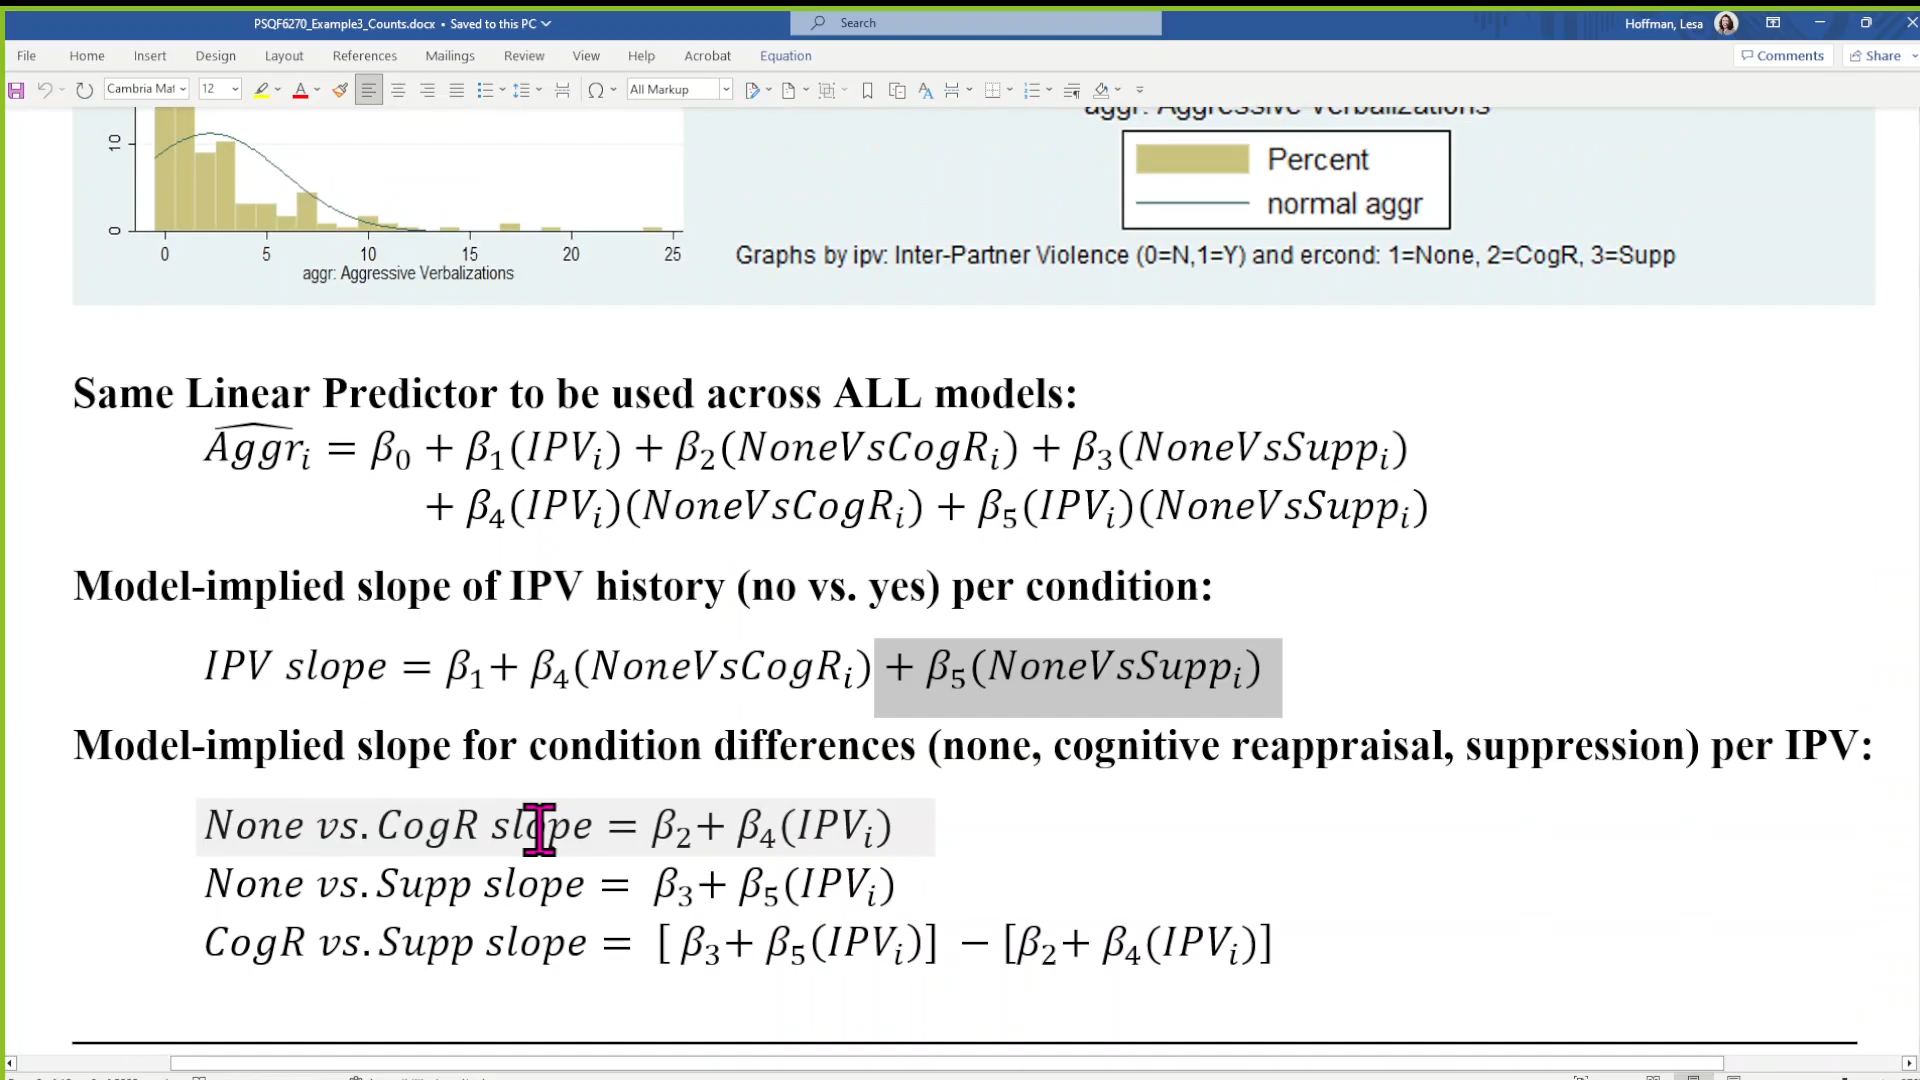 PSQF6270_Example3_Counts.docx • Saved to this PC
Search
Hoffman, Lesa
File Home Insert Design Layout References Mailings Review View Help Acrobat Equation
Comments Share
Cambria Mat 12 All Markup
aggr: Aggressive Verbalizations
10
0
0 5 10 15 20 25
aggr: Aggressive Verbalizations
Percent
normal aggr
Graphs by ipv: Inter-Partner Violence (0=N,1=Y) and ercond: 1=None, 2=CogR, 3=Supp
Same Linear Predictor to be used across ALL models:
\widehat{Aggr}_i = β₀ + β₁(IPVᵢ) + β₂(NoneVsCogRᵢ) + β₃(NoneVsSuppᵢ)
+ β₄(IPVᵢ)(NoneVsCogRᵢ) + β₅(IPVᵢ)(NoneVsSuppᵢ)
Model-implied slope of IPV history (no vs. yes) per condition:
IPV slope = β₁+ β₄(NoneVsCogRᵢ) + β₅(NoneVsSuppᵢ)
Model-implied slope for condition differences (none, cognitive reappraisal, suppression) per IPV:
None vs. CogR slope = β₂+ β₄(IPVᵢ)
None vs. Supp slope = β₃+ β₅(IPVᵢ)
CogR vs. Supp slope = [ β₃+ β₅(IPVᵢ)] − [β₂+ β₄(IPVᵢ)]